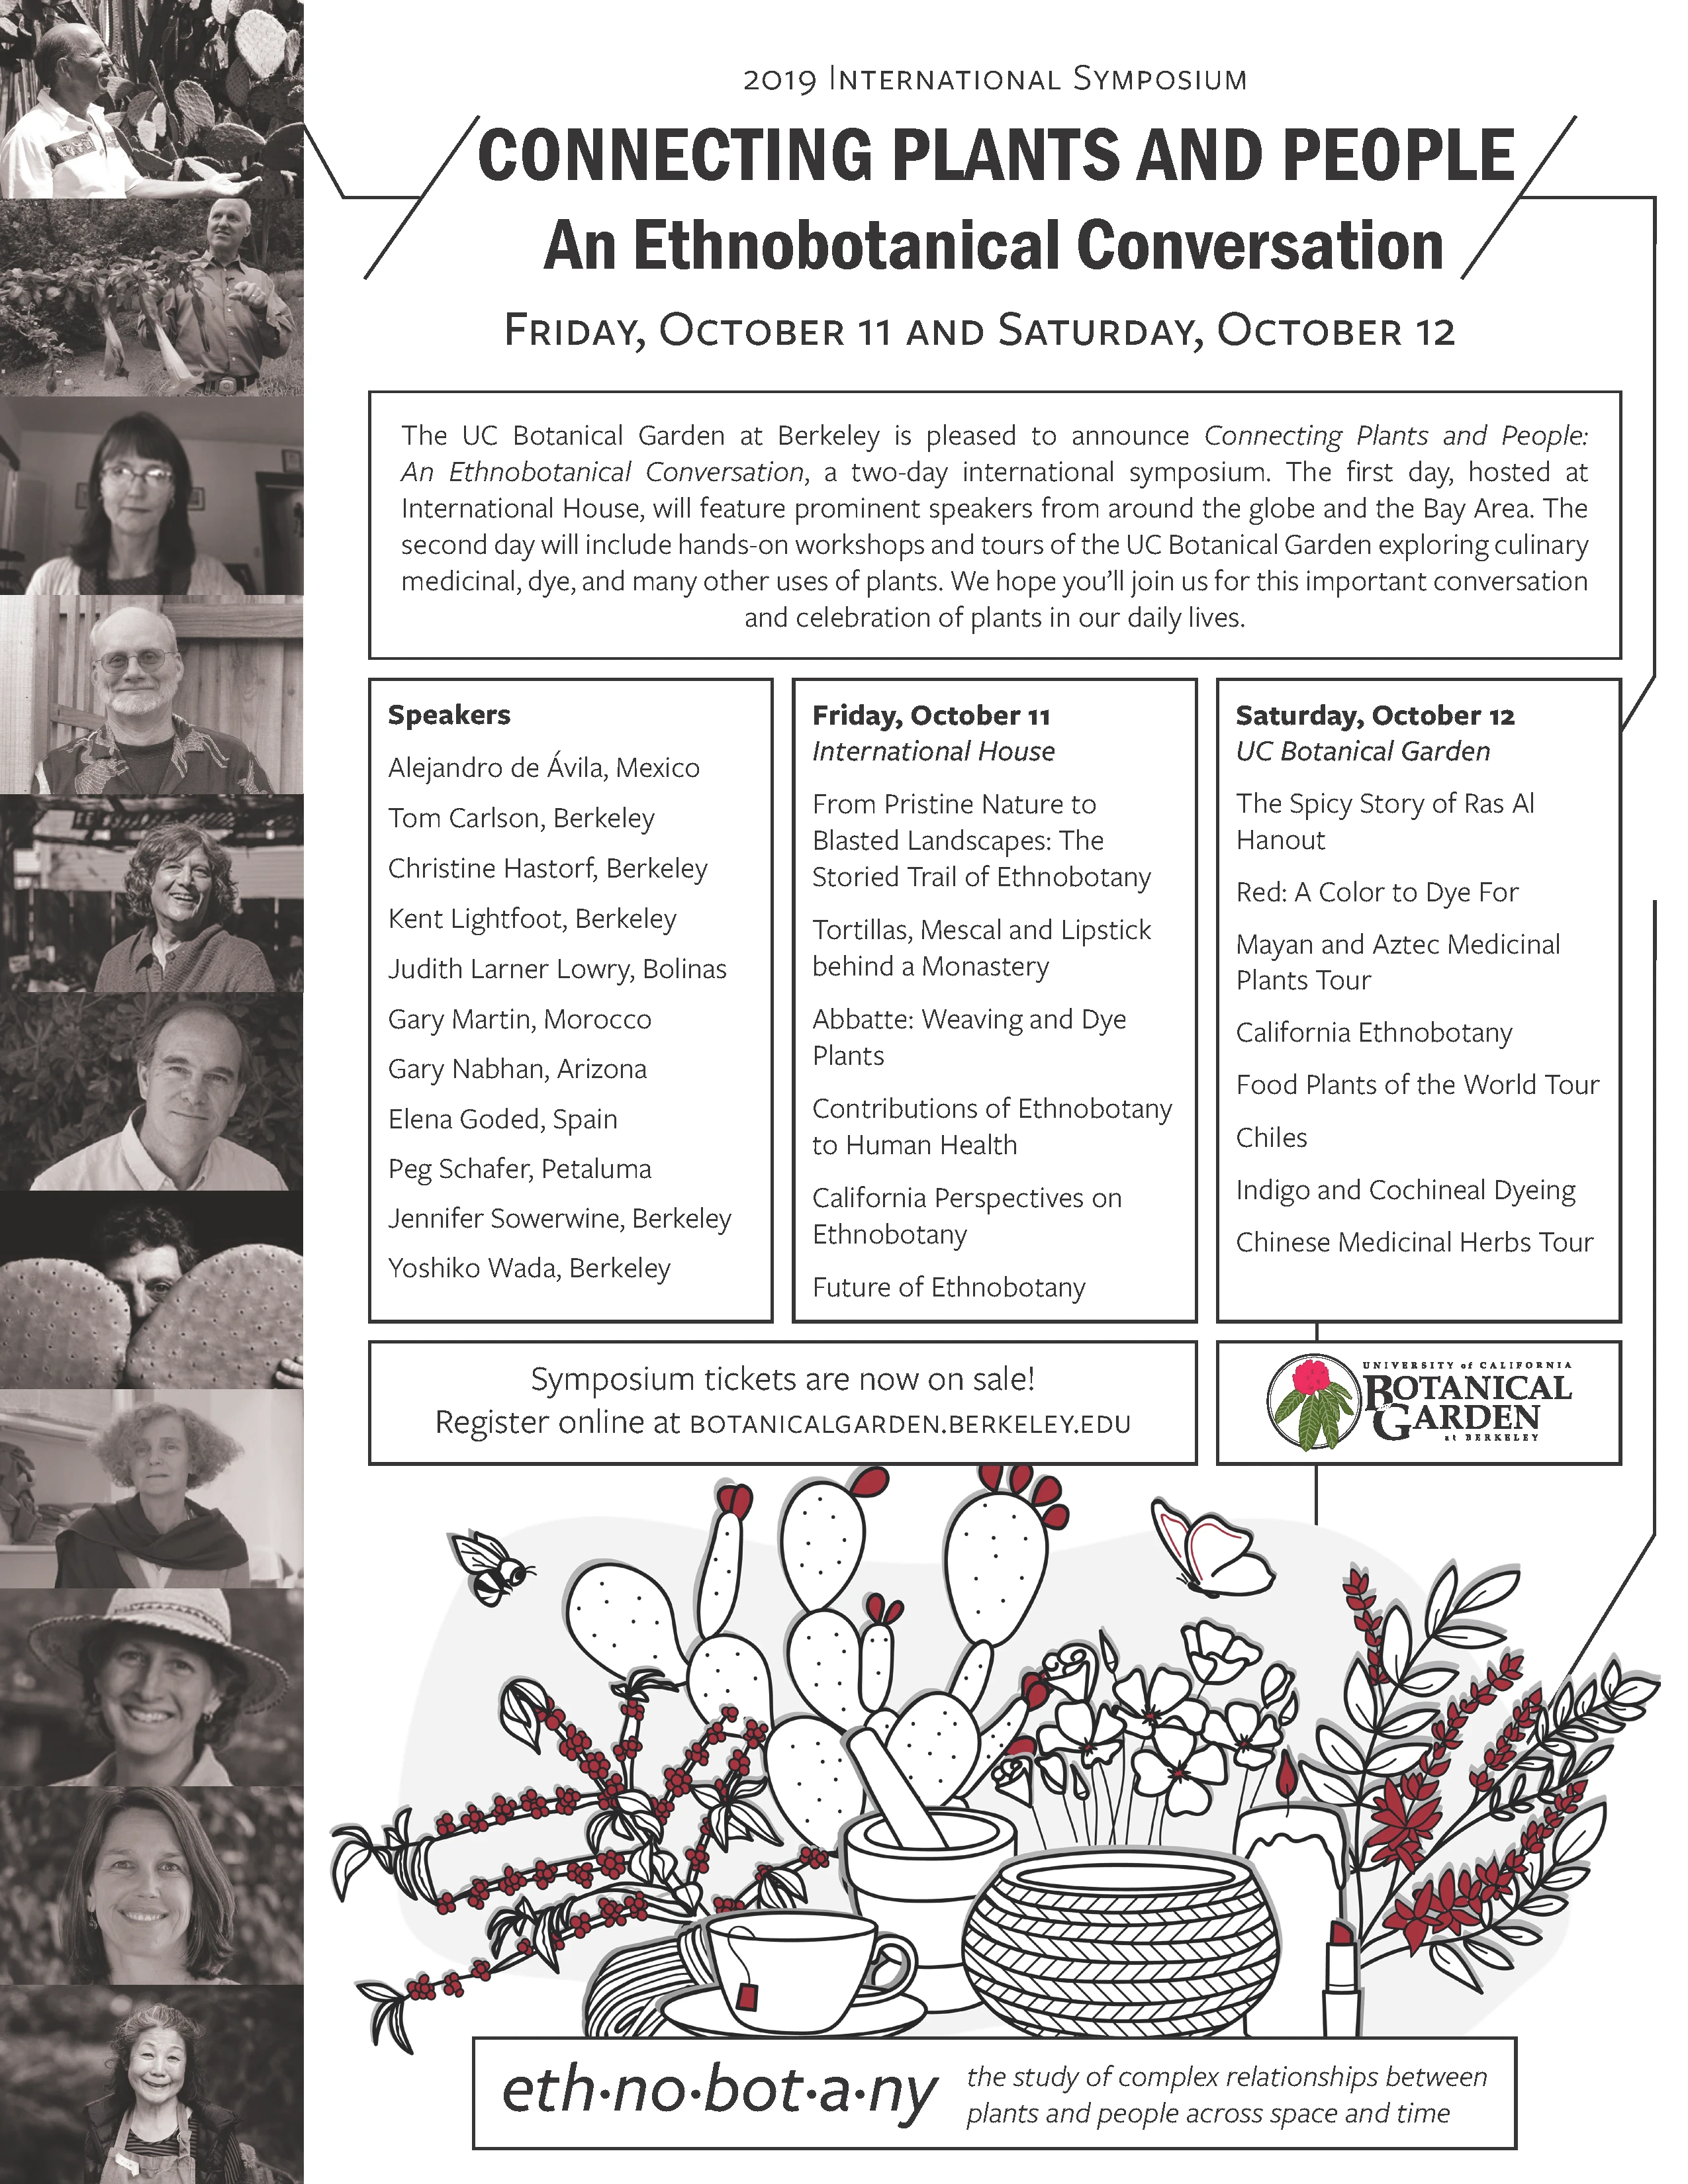 2019 International Symposium
CONNECTING PLANTS AND PEOPLE
An Ethnobotanical Conversation
Friday, October 11 and Saturday, October 12
The UC Botanical Garden at Berkeley is pleased to announce Connecting Plants and People:
An Ethnobotanical Conversation, a two-day international symposium. The first day, hosted at
International House, will feature prominent speakers from around the globe and the Bay Area. The
second day will include hands-on workshops and tours of the UC Botanical Garden exploring culinary
medicinal, dye, and many other uses of plants. We hope you'll join us for this important conversation
and celebration of plants in our daily lives.
Speakers
Alejandro de Ávila, Mexico
Tom Carlson, Berkeley
Christine Hastorf, Berkeley
Kent Lightfoot, Berkeley
Judith Larner Lowry, Bolinas
Gary Martin, Morocco
Gary Nabhan, Arizona
Elena Goded, Spain
Peg Schafer, Petaluma
Jennifer Sowerwine, Berkeley
Yoshiko Wada, Berkeley
Friday, October 11
International House
From Pristine Nature to
Blasted Landscapes: The
Storied Trail of Ethnobotany
Tortillas, Mescal and Lipstick
behind a Monastery
Abbatte: Weaving and Dye
Plants
Contributions of Ethnobotany
to Human Health
California Perspectives on
Ethnobotany
Future of Ethnobotany
Saturday, October 12
UC Botanical Garden
The Spicy Story of Ras Al
Hanout
Red: A Color to Dye For
Mayan and Aztec Medicinal
Plants Tour
California Ethnobotany
Food Plants of the World Tour
Chiles
Indigo and Cochineal Dyeing
Chinese Medicinal Herbs Tour
Symposium tickets are now on sale!
Register online at BOTANICALGARDEN.BERKELEY.EDU
UNIVERSITY of CALIFORNIA
BOTANICAL
GARDEN
at BERKELEY
eth·no·bot·a·ny
the study of complex relationships between
plants and people across space and time